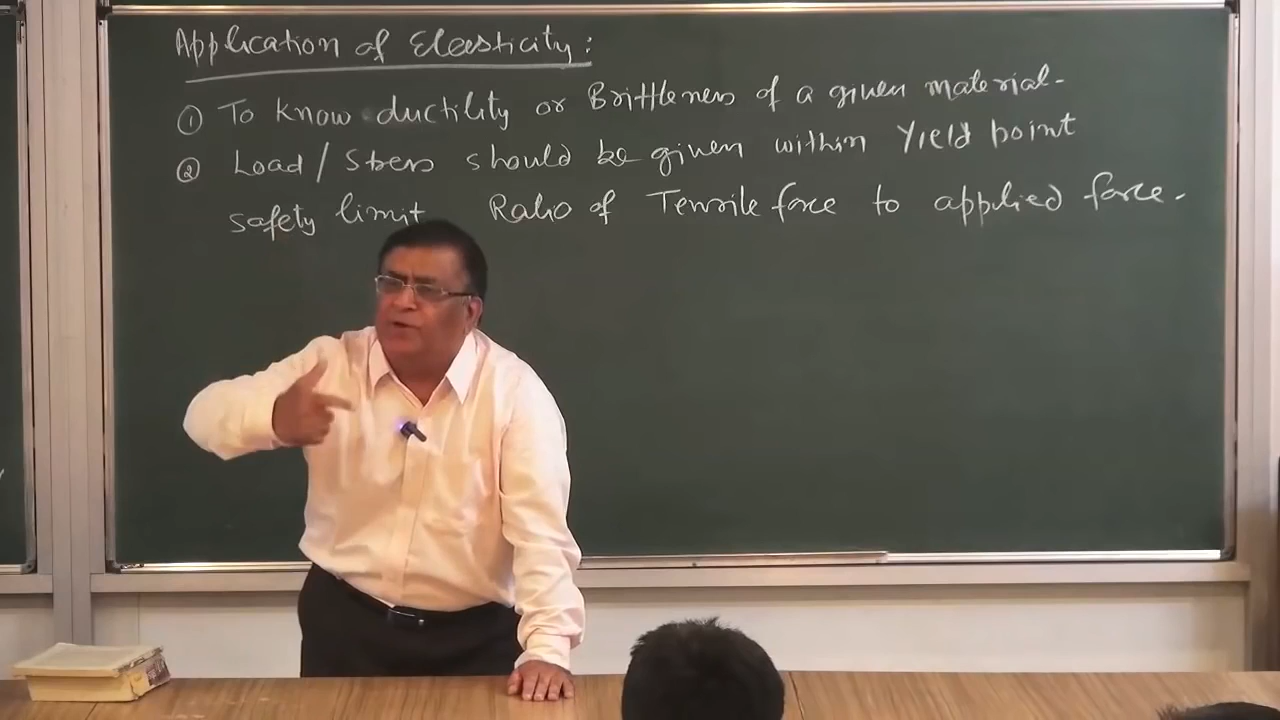 Application of Elasticity:
① To know ductility or Brittleness of a given material-
② Load/Stress should be given within Yield point
safety limit Ratio of Tensile force to applied force.